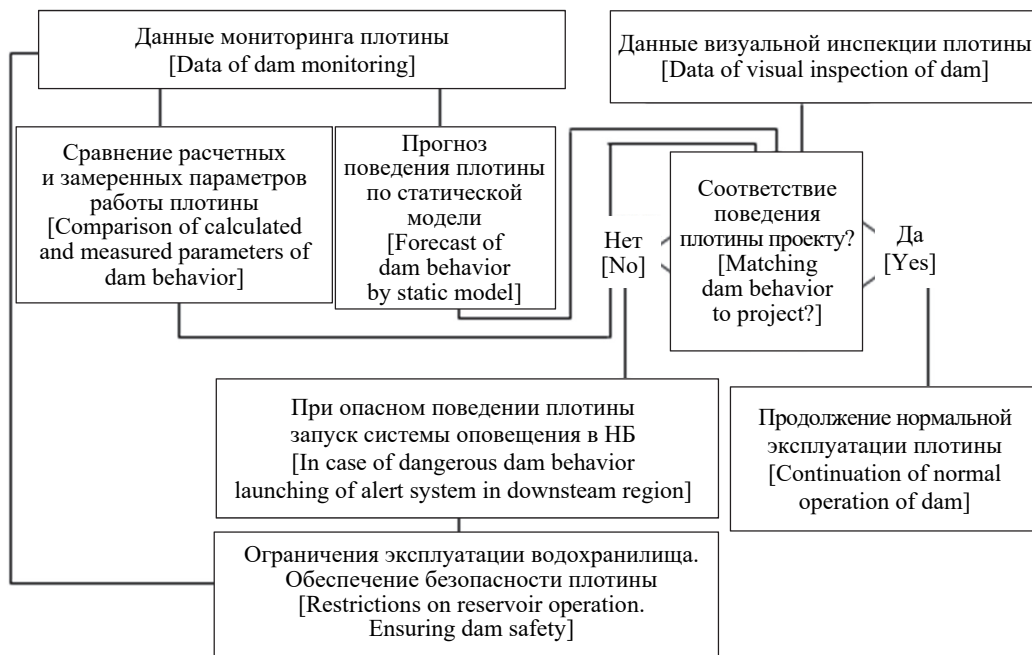 Данные мониторинга плотины
[Data of dam monitoring]
Данные визуальной инспекции плотины
[Data of visual inspection of dam]
Сравнение расчетных
и замеренных параметров
работы плотины
[Comparison of calculated
and measured parameters of
dam behavior]
Прогноз
поведения плотины
по статической
модели
[Forecast of
dam behavior
by static model]
Нет
[No]
Соответствие
поведения
плотины проекту?
[Matching
dam behavior
to project?]
Да
[Yes]
При опасном поведении плотины
запуск системы оповещения в НБ
[In case of dangerous dam behavior
launching of alert system in downsteam region]
Продолжение нормальной
эксплуатации плотины
[Continuation of normal
operation of dam]
Ограничения эксплуатации водохранилища.
Обеспечение безопасности плотины
[Restrictions on reservoir operation.
Ensuring dam safety]